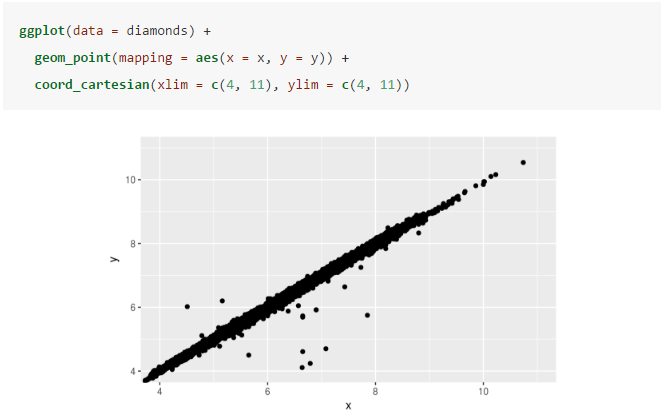 ggplot(data = diamonds) +
  geom_point(mapping = aes(x = x, y = y)) +
  coord_cartesian(xlim = c(4, 11), ylim = c(4, 11))
10
8
y
6
4
4 6 8 10
x